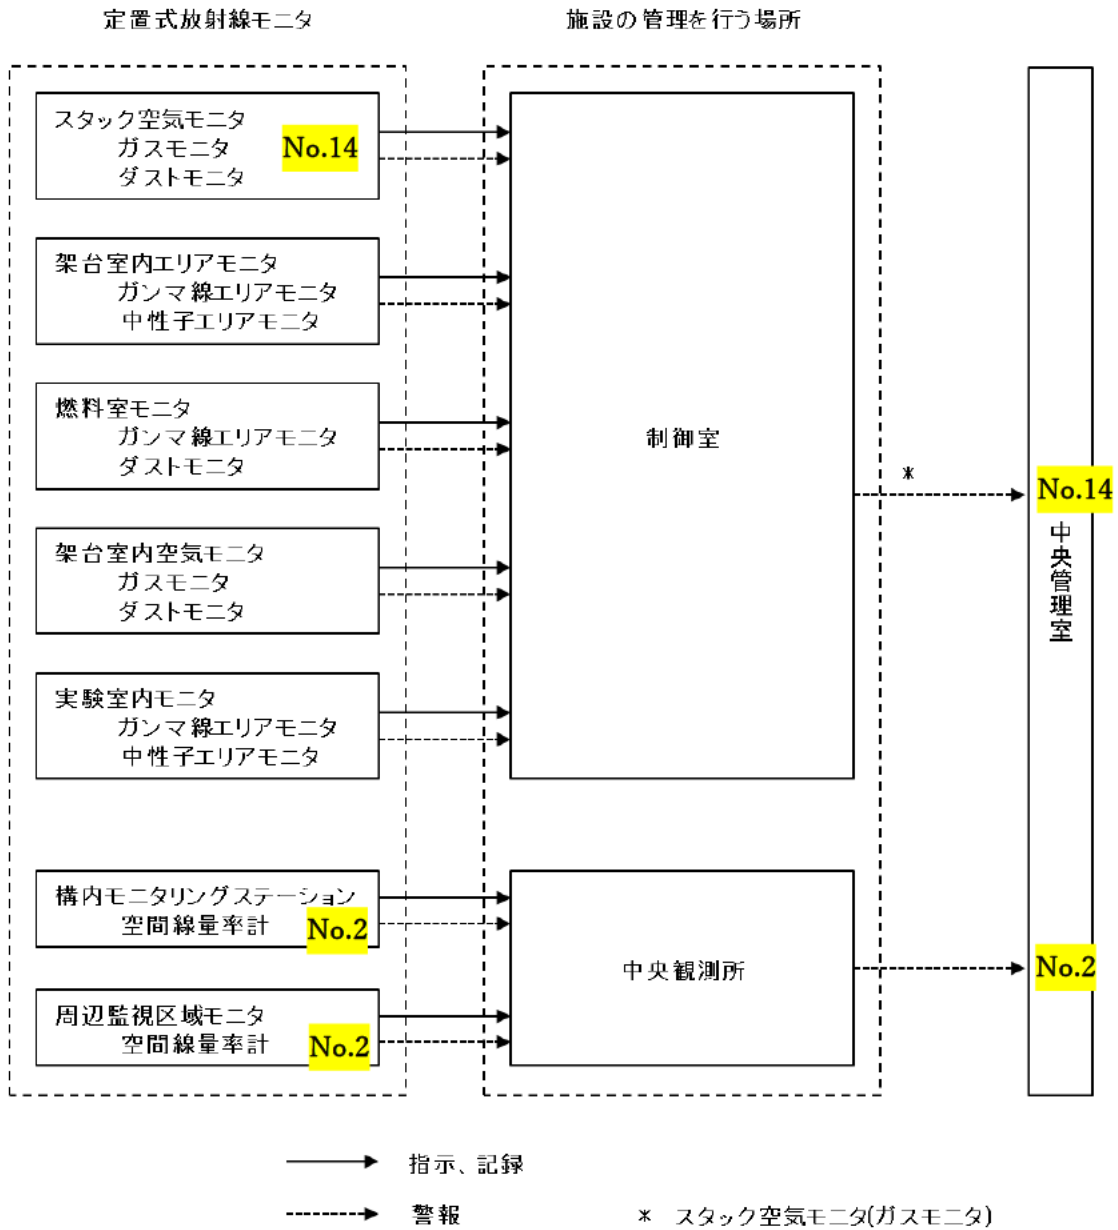 定置式放射線モニタ
施設の管理を行う場所
スタック空気モニタ
ガスモニタ
ダストモニタ
No.14
架台室内エリアモニタ
ガンマ線エリアモニタ
中性子エリアモニタ
燃料室モニタ
ガンマ線エリアモニタ
ダストモニタ
架台室内空気モニタ
ガスモニタ
ダストモニタ
実験室内モニタ
ガンマ線エリアモニタ
中性子エリアモニタ
制御室
*
No.14
中央管理室
構内モニタリングステーション
空間線量率計
No.2
周辺監視区域モニタ
空間線量率計
No.2
中央観測所
No.2
指示、記録
警報
* スタック空気モニタ(ガスモニタ)